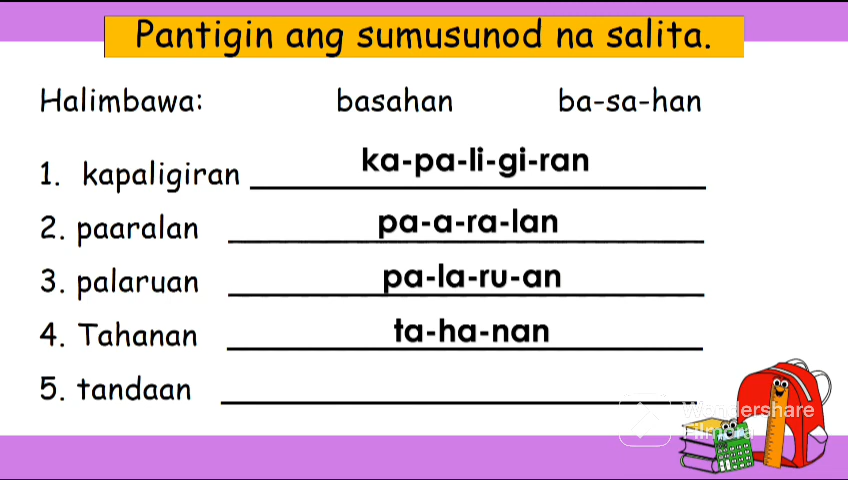 Pantigin ang sumusunod na salita.
Halimbawa: basahan ba-sa-han
1. kapaligiran ka-pa-li-gi-ran
2. paaralan pa-a-ra-lan
3. palaruan pa-la-ru-an
4. Tahanan ta-ha-nan
5. tandaan
Wondershare
Filmora